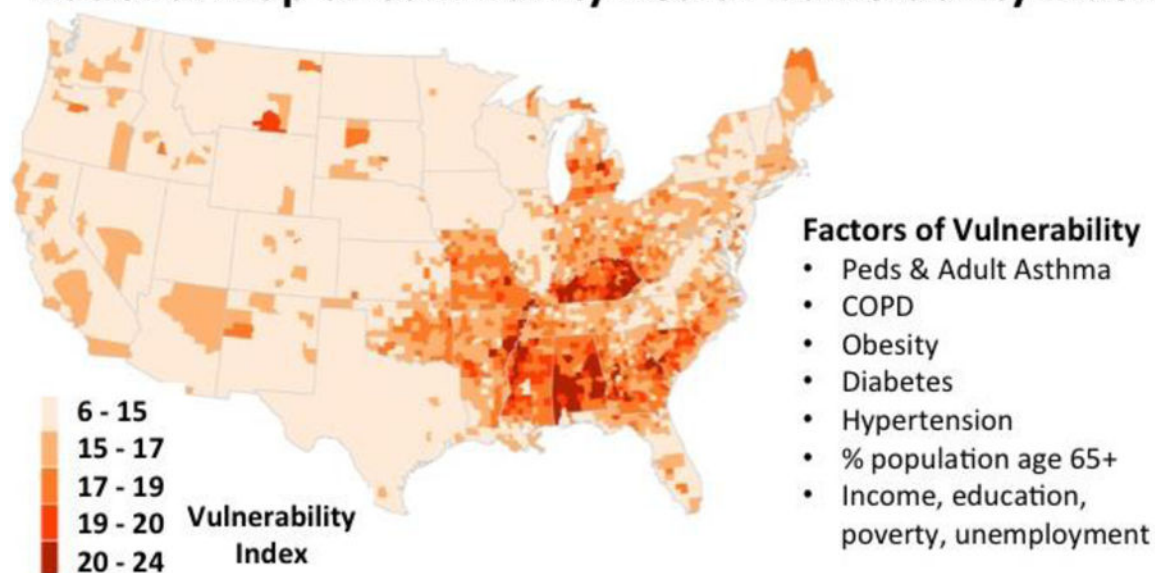 Factors of Vulnerability
• Peds & Adult Asthma
• COPD
• Obesity
• Diabetes
• Hypertension
• % population age 65+
• Income, education,
poverty, unemployment
6 - 15
15 - 17
17 - 19
19 - 20
20 - 24
Vulnerability
Index